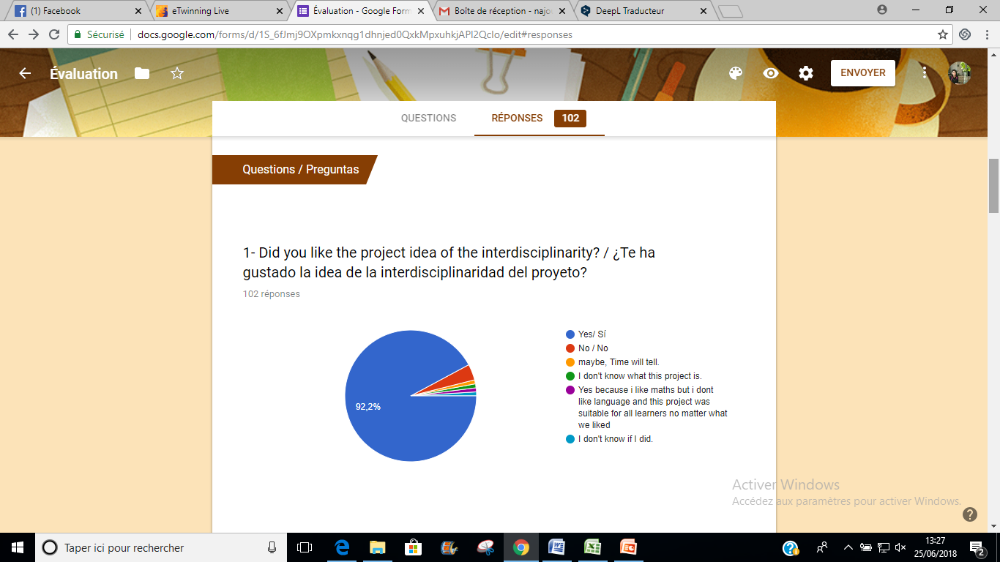 (1) Facebook
eTwinning Live
Évaluation - Google Form
Boîte de réception - najo
DeepL Traducteur
Sécurisé
docs.google.com/forms/d/1S_6fJmj9OXpmkxnqg1dhnjed0QxkMpxuhkjAPl2Qclo/edit#responses
Évaluation
ENVOYER
QUESTIONS
RÉPONSES 102
Questions / Preguntas
1- Did you like the project idea of the interdisciplinarity? / ¿Te ha
gustado la idea de la interdisciplinaridad del proyeto?
102 réponses
92,2%
Yes/ Sí
No / No
maybe, Time will tell.
I don't know what this project is.
Yes because i like maths but i dont
like language and this project was
suitable for all learners no matter what
we liked
I don't know if I did.
Activer Windows
Accédez aux paramètres pour activer Windows.
Taper ici pour rechercher
13:27
25/06/2018
2